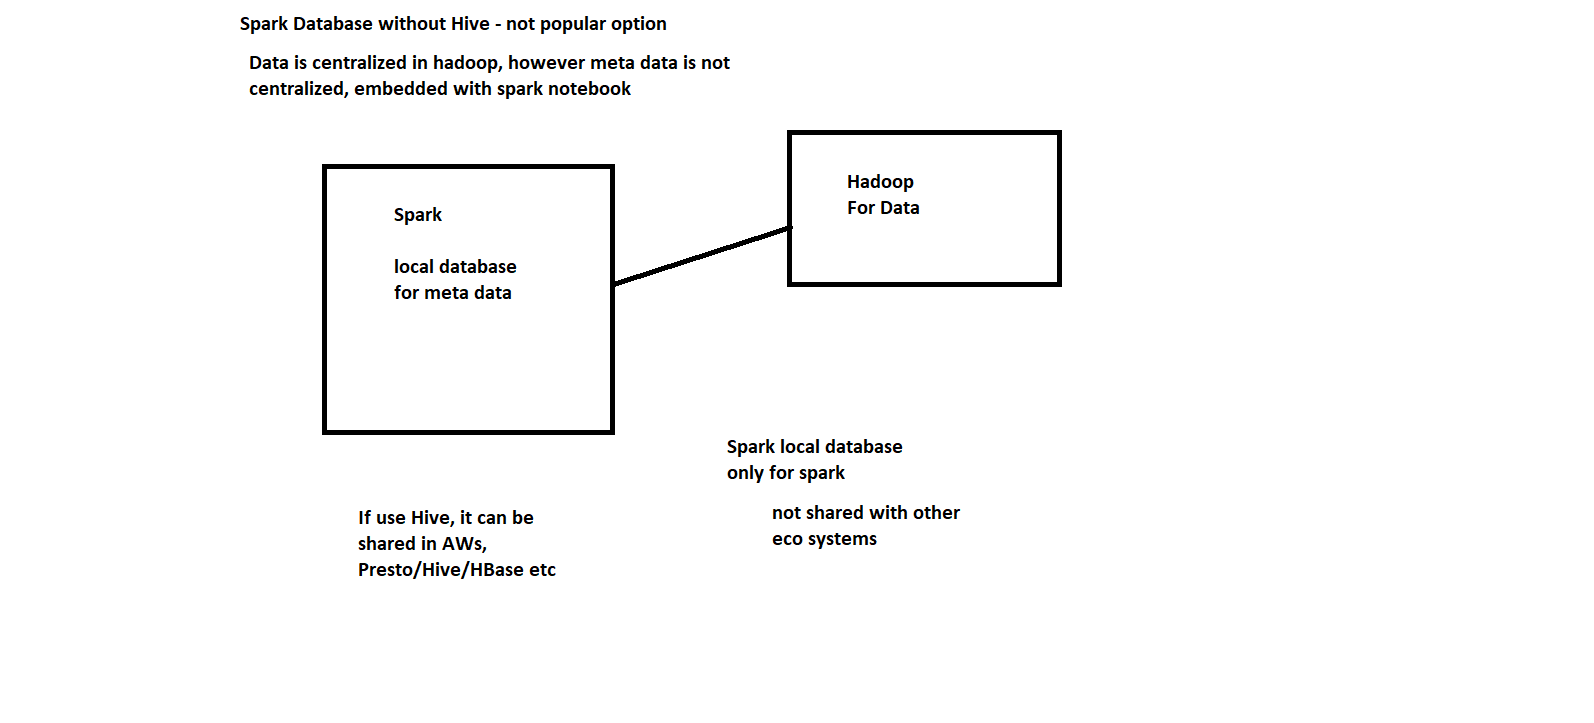 Spark Database without Hive - not popular option
Data is centralized in hadoop, however meta data is not
centralized, embedded with spark notebook
Spark
local database
for meta data
Hadoop
For Data
Spark local database
only for spark
not shared with other
eco systems
If use Hive, it can be
shared in AWs,
Presto/Hive/HBase etc